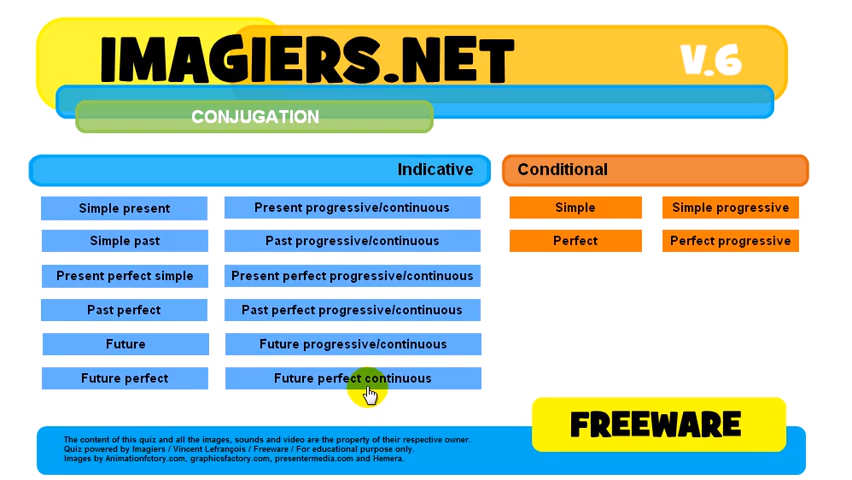 IMAGIERS.NET
V.6
CONJUGATION
Indicative
Conditional
Simple present
Present progressive/continuous
Simple
Simple progressive
Simple past
Past progressive/continuous
Perfect
Perfect progressive
Present perfect simple
Present perfect progressive/continuous
Past perfect
Past perfect progressive/continuous
Future
Future progressive/continuous
Future perfect
Future perfect continuous
FREEWARE
The content of this quiz and all the images, sounds and video are the property of their respective owner.
Quiz powered by Imagiers / Vincent Lefrançois / Freeware / For educational purpose only.
Images by Animationfotory.com, graphicsfactory.com, presentermedia.com and Hemera.